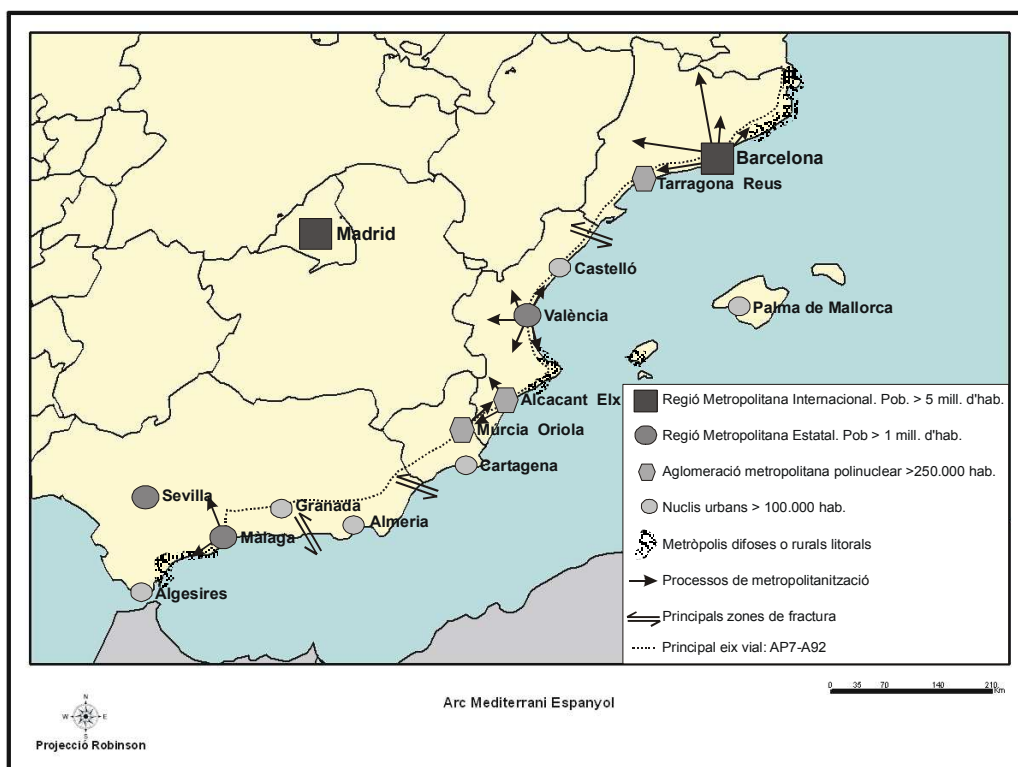 Barcelona
Tarragona Reus
Madrid
Castelló
Palma de Mallorca
València
Alcacant Elx
Múrcia Oriola
Cartagena
Sevilla
Granada
Almeria
Màlaga
Algesires
Regió Metropolitana Internacional. Pob. > 5 mill. d'hab.
Regió Metropolitana Estatal. Pob > 1 mill. d'hab.
Aglomeració metropolitana polinuclear >250.000 hab.
Nuclis urbans > 100.000 hab.
Metròpolis difoses o rurals litorals
Processos de metropolitanització
Principals zones de fractura
Principal eix vial: AP7-A92
0 35 70 140 210
Km
Arc Mediterrani Espanyol
N
W E
S
Projecció Robinson